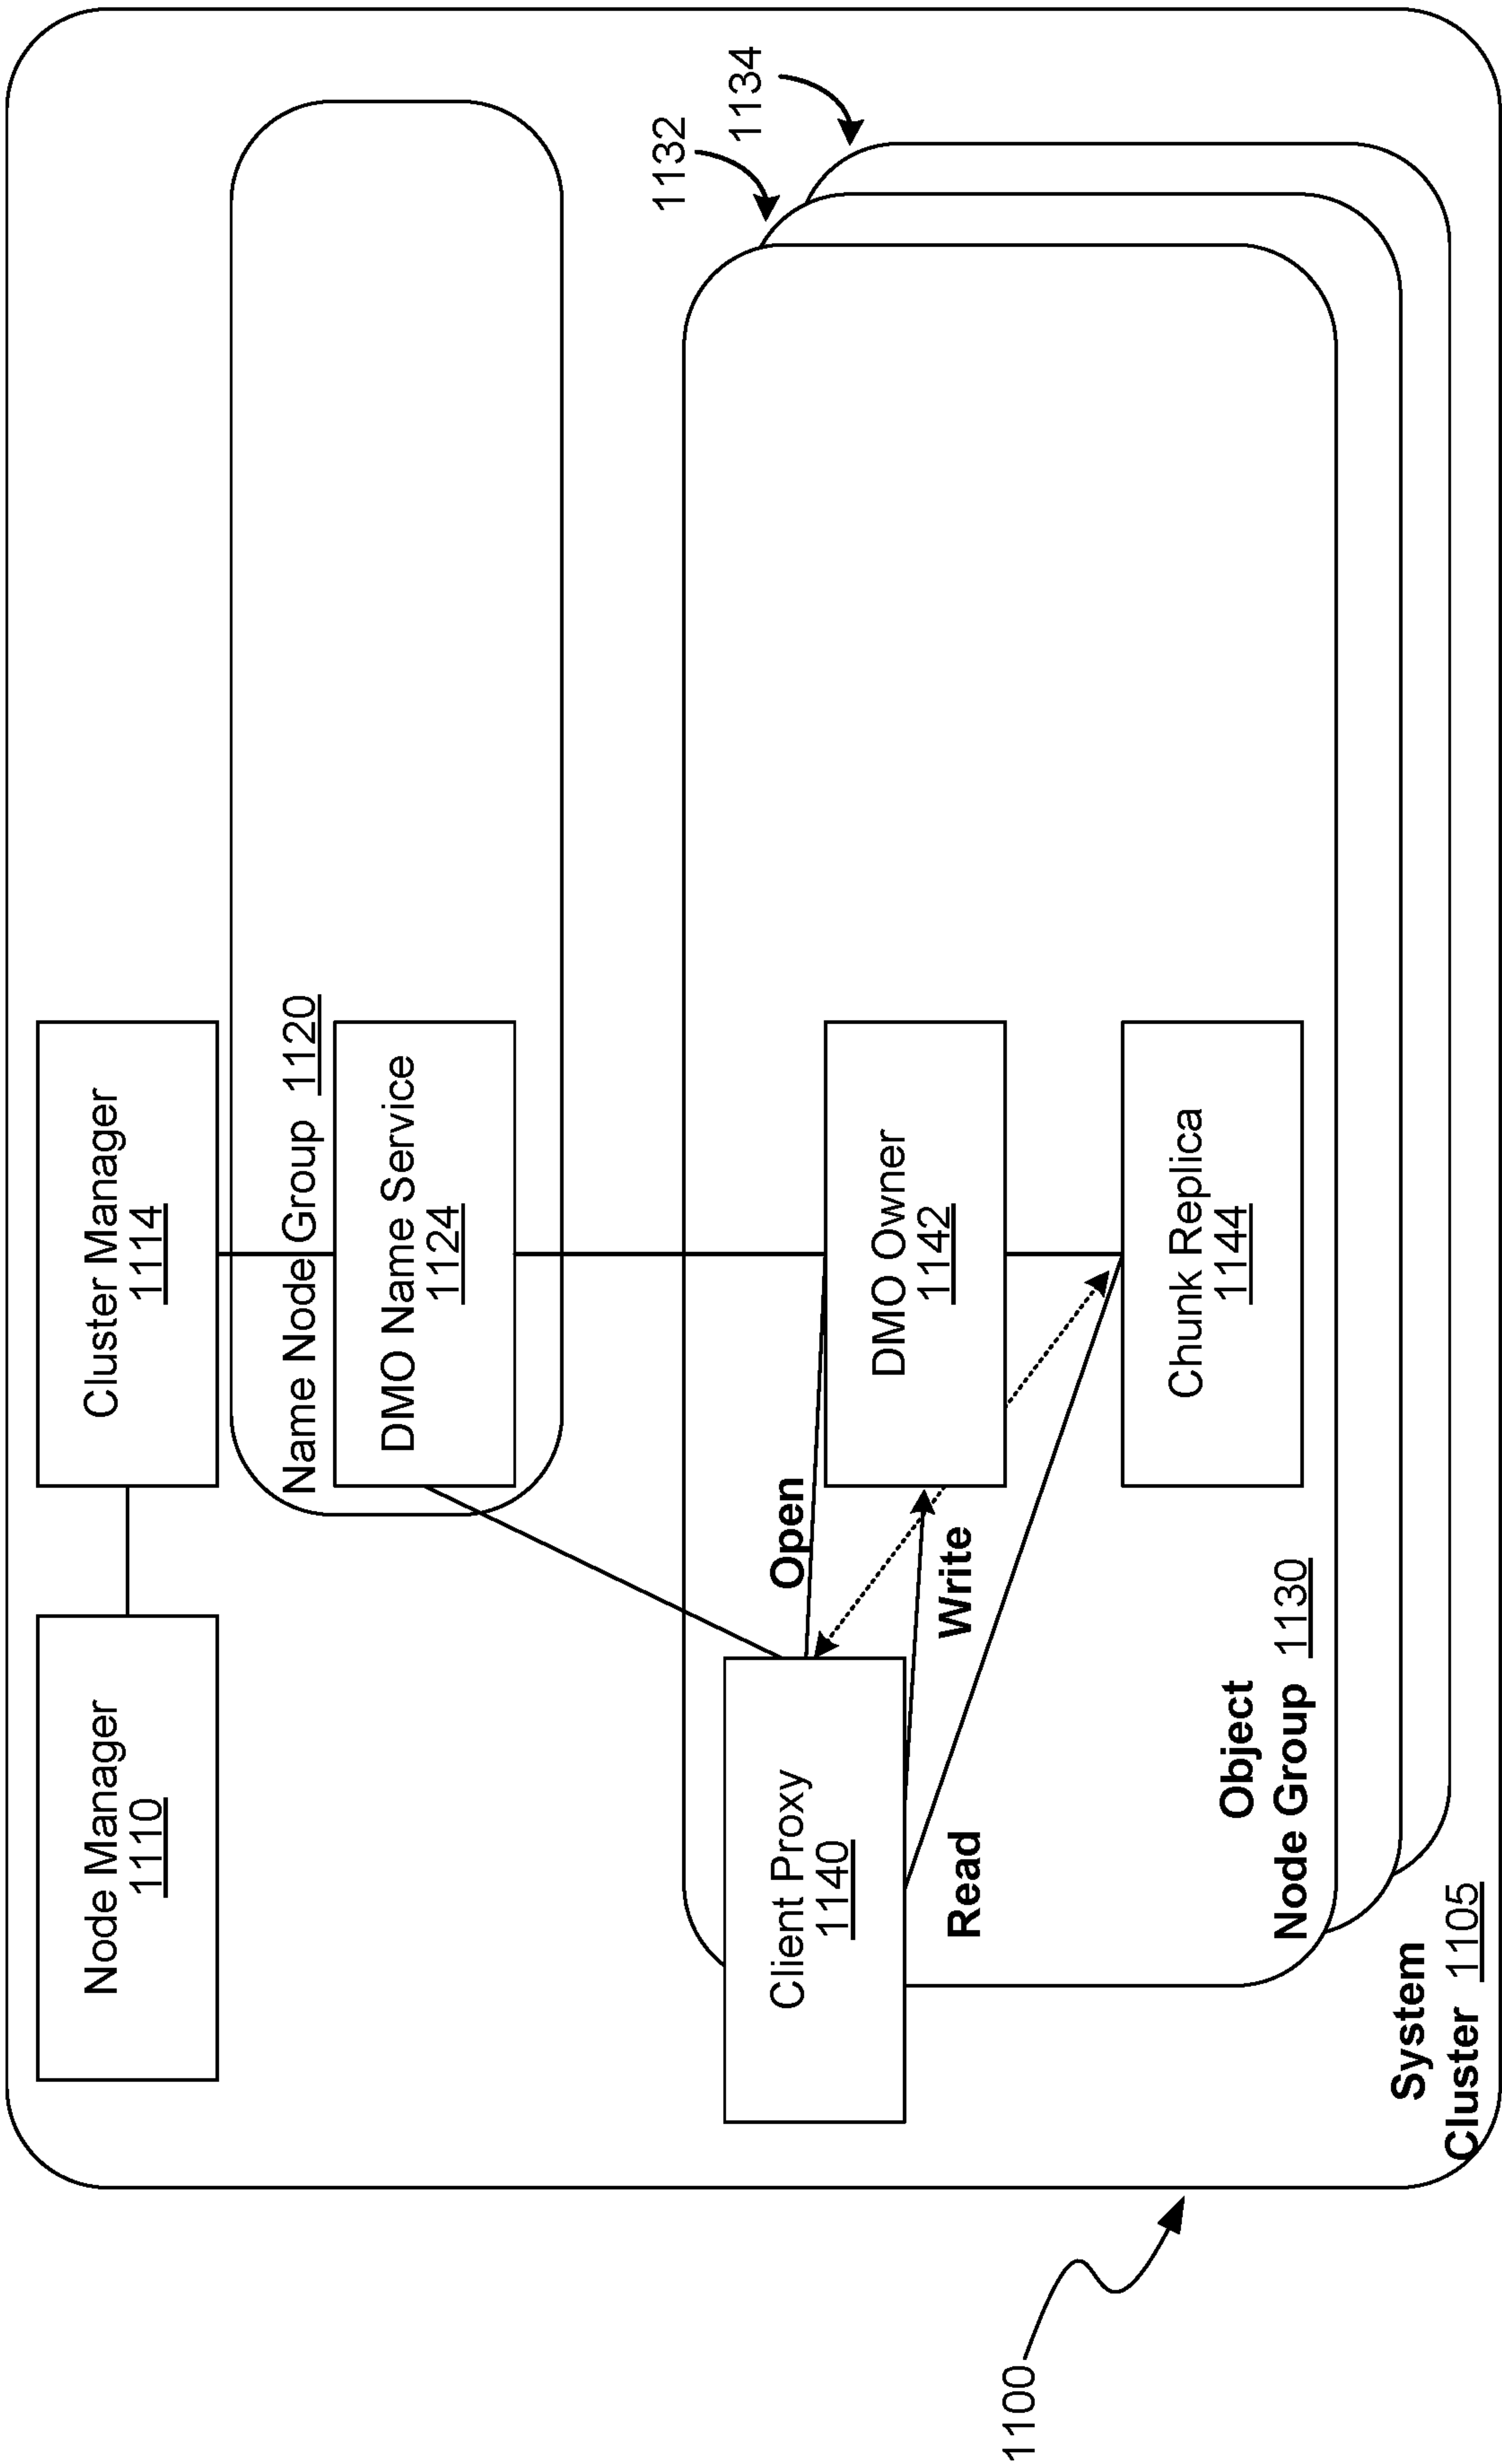 Node Manager
1110
Cluster Manager
1114
Name Node Group 1120
DMO Name Service
1124
1132
1134
Open
Client Proxy
1140
DMO Owner
1142
Write
Read
Chunk Replica
1144
Object
Node Group 1130
System
Cluster 1105
1100